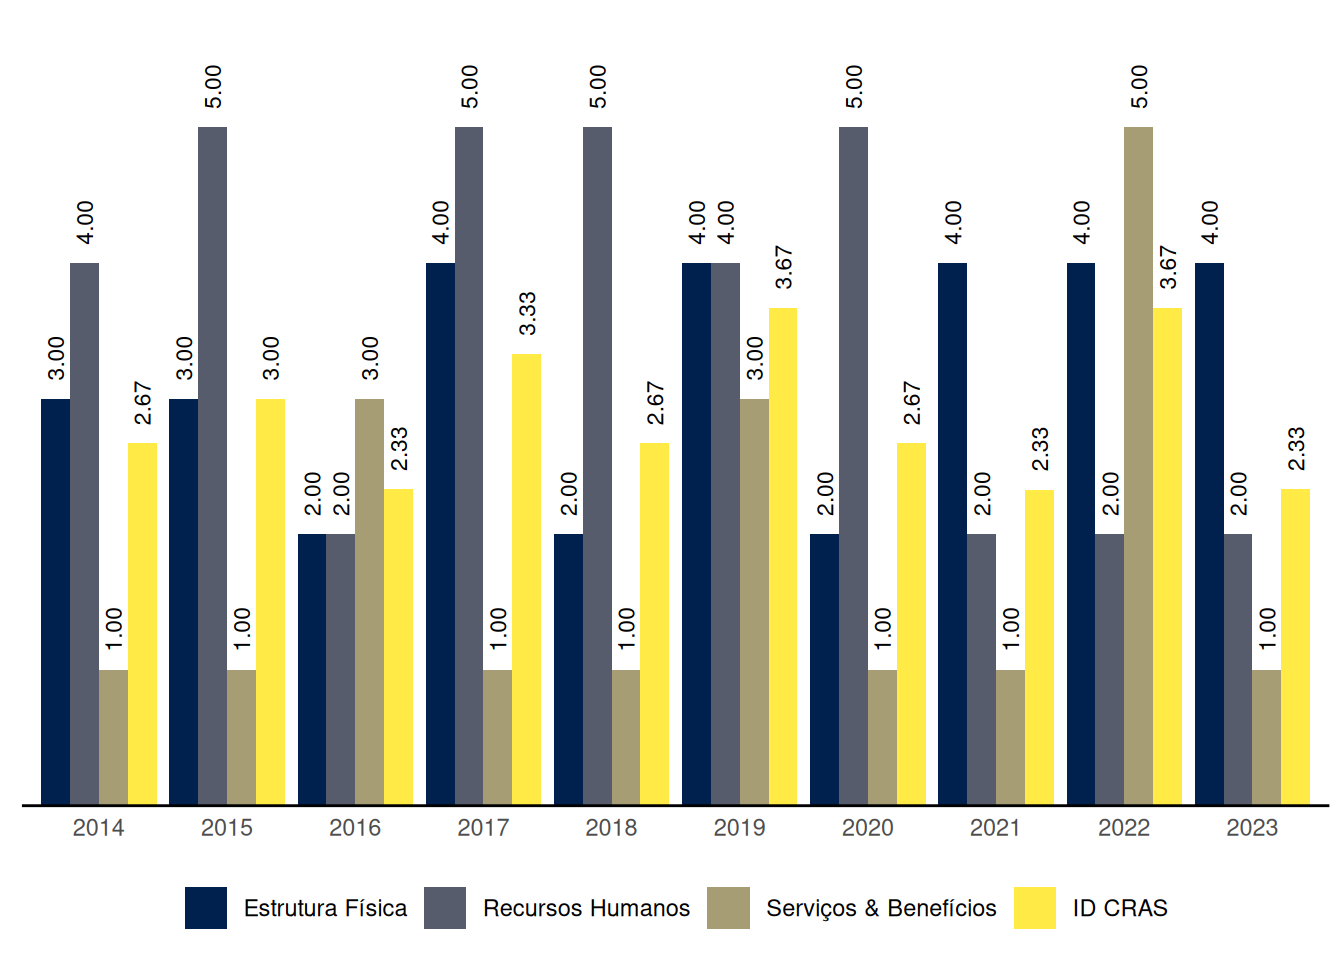 3.00 4.00 1.00 2.67
3.00 5.00 1.00 3.00
2.00 2.00 3.00 2.33
4.00 5.00 1.00 3.33
2.00 5.00 1.00 2.67
4.00 4.00 3.00 3.67
2.00 5.00 1.00 2.67
4.00 2.00 1.00 2.33
4.00 2.00 5.00 3.67
4.00 2.00 1.00 2.33
2014 2015 2016 2017 2018 2019 2020 2021 2022 2023
Estrutura Física Recursos Humanos Serviços & Benefícios ID CRAS